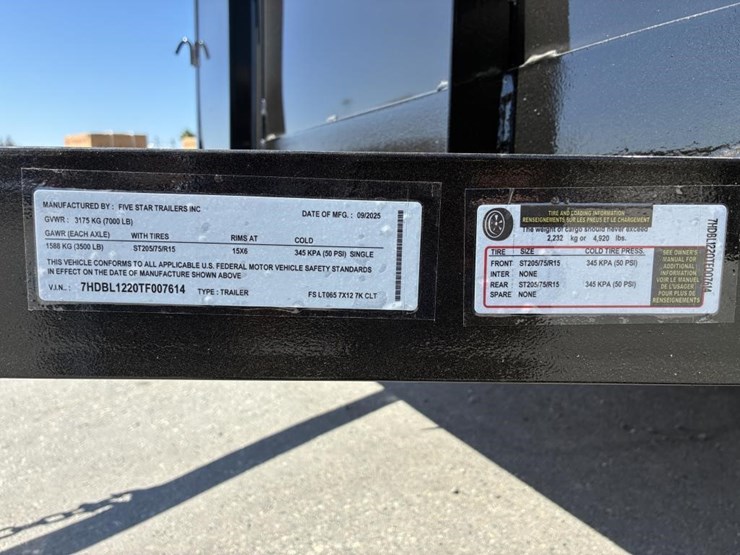 MANUFACTURED BY : FIVE STAR TRAILERS INC. DATE OF MFG. : 09/2025
GVWR : 3175 KG (7000 LB)
GAWR (EACH AXLE) WITH TIRES RIMS AT COLD
1588 KG (3500 LB) ST205/75/R15 15X6 345 KPA (50 PSI) SINGLE
THIS VEHICLE CONFORMS TO ALL APPLICABLE U.S. FEDERAL MOTOR VEHICLE SAFETY STANDARDS
IN EFFECT ON THE DATE OF MANUFACTURE SHOWN ABOVE
V.I.N. : 7HDBL1220TF007614 TYPE : TRAILER FS LT065 7X12 7K CLT
TIRE AND LOADING INFORMATION
RENSEIGNEMENTS SUR LES PNEUS ET LE CHARGEMENT
The weight of cargo should never exceed
2,232 kg or 4,920 lbs.
TIRE SIZE COLD TIRE PRESS.
FRONT ST205/75/R15 345 KPA (50 PSI)
INTER NONE
REAR ST205/75/R15 345 KPA (50 PSI)
SPARE NONE
SEE OWNER'S
MANUAL FOR
ADDITIONAL
INFORMATION
VOIR LE MANUEL
DE L'USAGER
POUR PLUS DE
RENSEIGNEMENTS
7HDBL1220TF007614